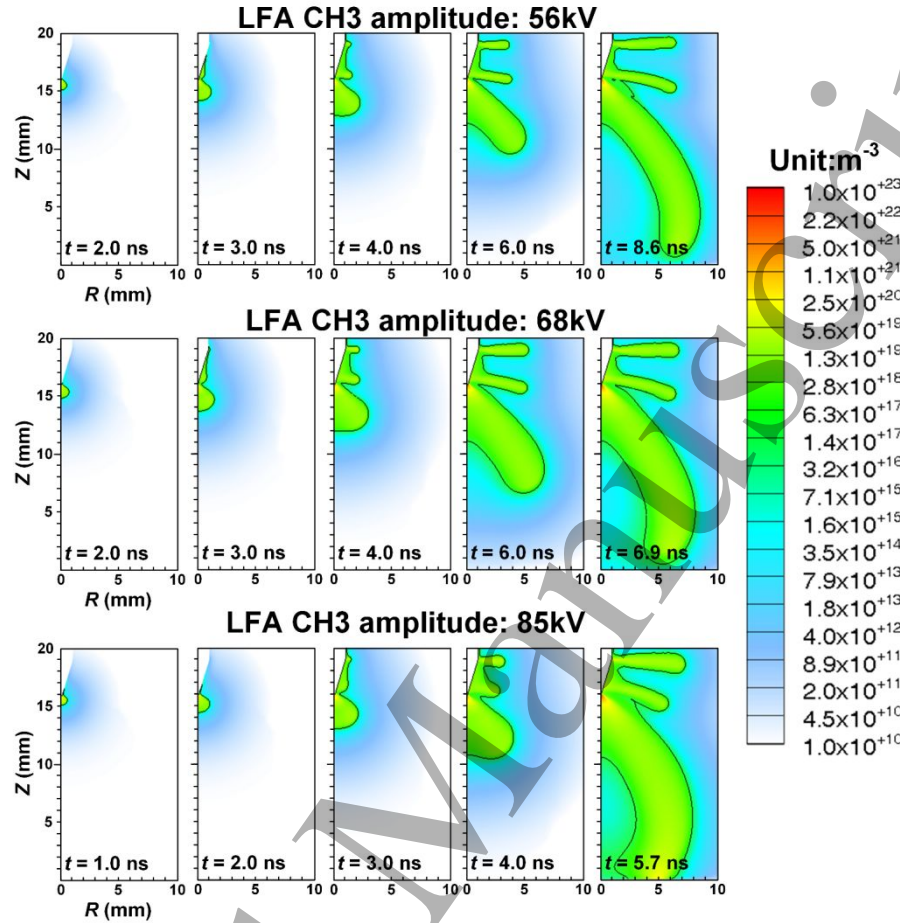 LFA CH3 amplitude: 56kV
20
15
10
5
0
Z (mm)
t = 2.0 ns
t = 3.0 ns
t = 4.0 ns
t = 6.0 ns
t = 8.6 ns
0 5 10
0 5 10
0 5 10
0 5 10
0 5 10
R (mm)
LFA CH3 amplitude: 68kV
20
15
10
5
0
Z (mm)
t = 2.0 ns
t = 3.0 ns
t = 4.0 ns
t = 6.0 ns
t = 6.9 ns
0 5 10
0 5 10
0 5 10
0 5 10
0 5 10
R (mm)
LFA CH3 amplitude: 85kV
20
15
10
5
0
Z (mm)
t = 1.0 ns
t = 2.0 ns
t = 3.0 ns
t = 4.0 ns
t = 5.7 ns
0 5 10
0 5 10
0 5 10
0 5 10
0 5 10
R (mm)
Unit:m-3
1.0x10+23
2.2x10+22
5.0x10+21
1.1x10+21
2.5x10+20
5.6x10+19
1.3x10+19
2.8x10+18
6.3x10+17
1.4x10+17
3.2x10+16
7.1x10+15
1.6x10+15
3.5x10+14
7.9x10+13
1.8x10+13
4.0x10+12
8.9x10+11
2.0x10+11
4.5x10+10
1.0x10+10
Manuscri